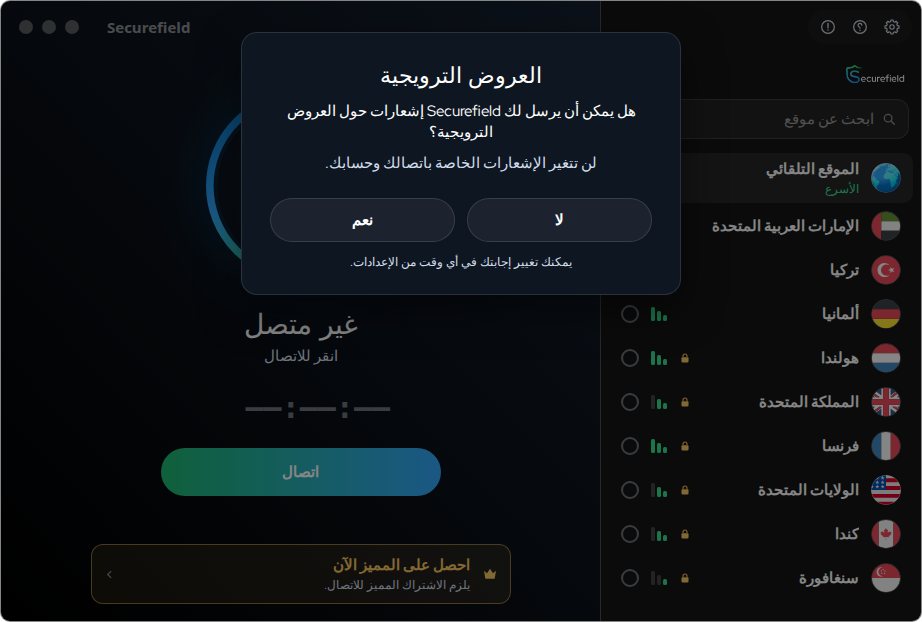 Securefield
Securefield
ابحث عن موقع
الموقع التلقائي
الأسرع
الإمارات العربية المتحدة
تركيا
ألمانيا
هولندا
المملكة المتحدة
فرنسا
الولايات المتحدة
كندا
سنغافورة
العروض الترويجية
هل يمكن أن يرسل لك Securefield إشعارات حول العروض
الترويجية؟
لن تتغير الإشعارات الخاصة باتصالك وحسابك.
لا
نعم
يمكنك تغيير إجابتك في أي وقت من الإعدادات.
غير متصل
انقر للاتصال
——:——:——
اتصال
احصل على المميز الآن
يلزم الاشتراك المميز للاتصال.